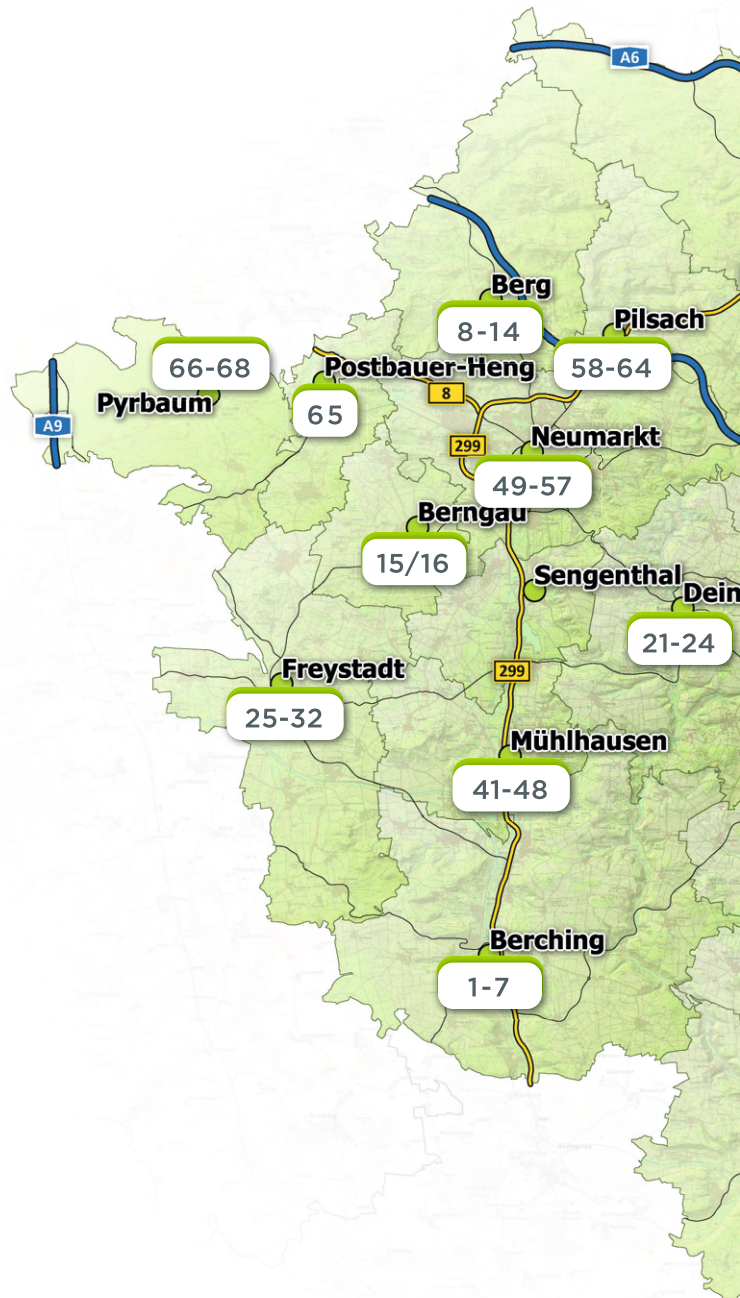 A6
Berg
8-14
Pilsach
58-64
66-68
Postbauer-Heng
Pyrbaum
65
8
A9
299
Neumarkt
49-57
Berngau
15/16
Sengenthal
Dein
21-24
Freystadt
299
25-32
Mühlhausen
41-48
Berching
1-7